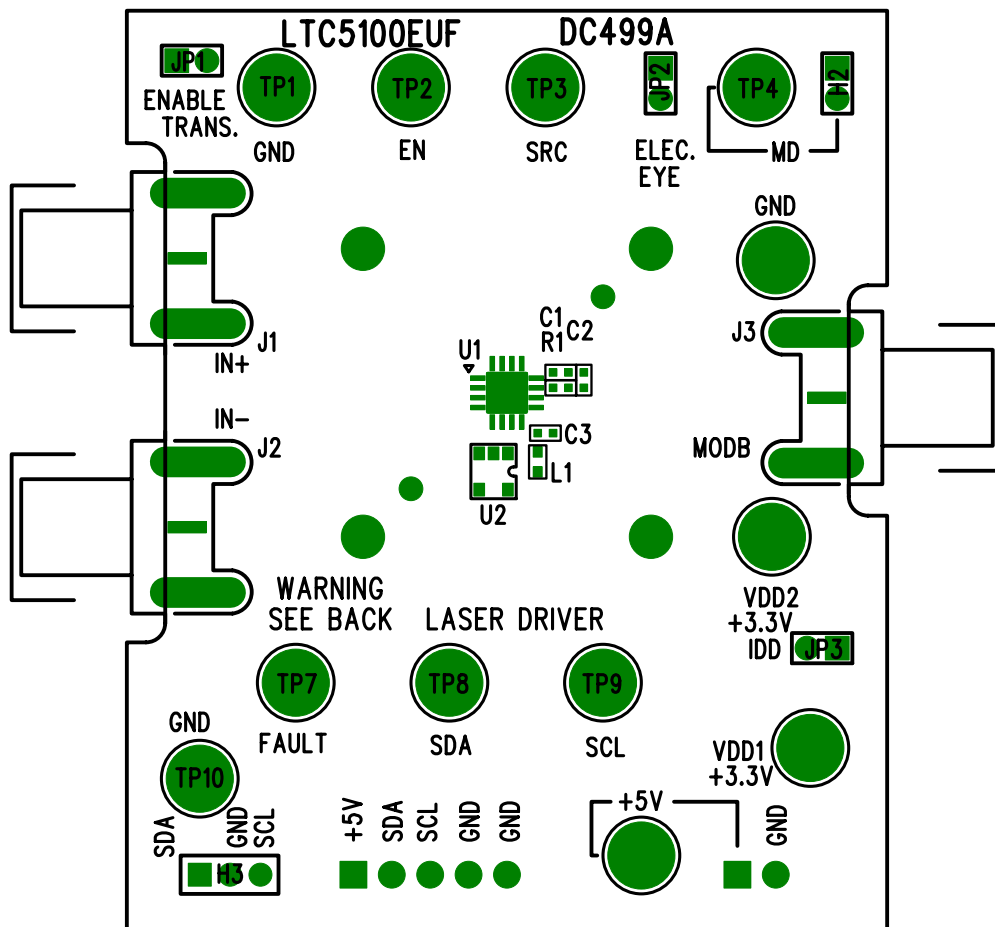 LTC5100EUF
DC499A
JP1
TP1
TP2
TP3
JP2
TP4
H2
ENABLE
TRANS.
GND
EN
SRC
ELEC.
EYE
MD
GND
J1
IN+
C1
C2
R1
U1
J3
IN-
J2
C3
MODB
L1
U2
WARNING
SEE BACK
LASER DRIVER
VDD2
+3.3V
IDD
JP3
TP7
TP8
TP9
FAULT
SDA
SCL
GND
TP10
VDD1
+3.3V
SDA
GND
SCL
H3
+5V
SDA
SCL
GND
GND
+5V
GND